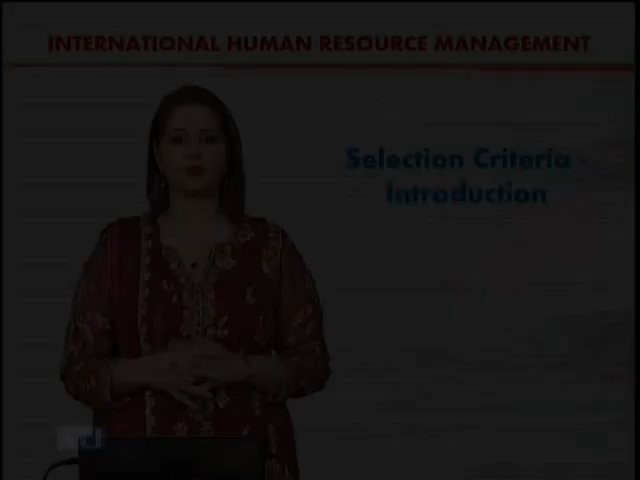 INTERNATIONAL HUMAN RESOURCE MANAGEMENT
Selection Criteria -
Introduction